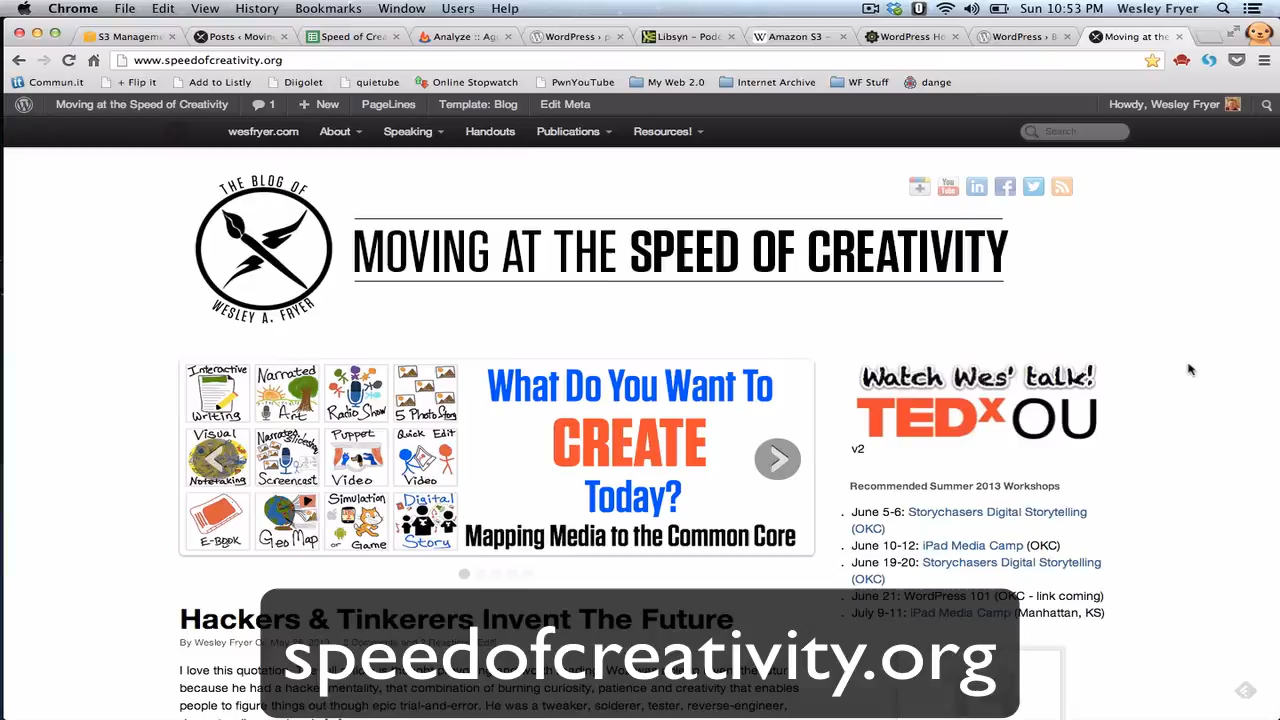 Chrome File Edit View History Bookmarks Window Users Help Sun 10:53 PM Wesley Fryer
S3 Manageme Posts ‹ Moving Speed of Crea Analyze :: Agg WordPress › p Libsyn – Podc Amazon S3 – WordPress Ho WordPress › B Moving at the
www.speedofcreativity.org
Commun.it + Flip it Add to Listly Diigolet quietube Online Stopwatch PwnYouTube My Web 2.0 Internet Archive WF Stuff dange
Moving at the Speed of Creativity 1 + New PageLines Template: Blog Edit Meta Howdy, Wesley Fryer
wesfryer.com About Speaking Handouts Publications Resources! Search
THE BLOG OF
WESLEY A. FRYER
You Tube in f
MOVING AT THE SPEED OF CREATIVITY
Interactive Writing
Narrated Art
Radio Show
5 Photo Story
Visual Notetaking
Narrated Slideshow Screencast
Puppet Video
Quick Edit Video
E-BOOK
GeoMap
Simulation or Game
Digital Story
What Do You Want To
CREATE
Today?
Mapping Media to the Common Core
Watch Wes' talk!
TEDx OU
v2
Recommended Summer 2013 Workshops
June 5-6: Storychasers Digital Storytelling
(OKC)
June 10-12: iPad Media Camp (OKC)
June 19-20: Storychasers Digital Storytelling
(OKC)
June 21: WordPress 101 (OKC - link coming)
July 9-11: iPad Media Camp (Manhattan, KS)
Hackers & Tinkerers Invent The Future
By Wesley Fryer
I love this quotation
because he had a hacker mentality, that combination of burning curiosity, patience and creativity that enables
people to figure things out though epic trial-and-error. He was a tweaker, solderer, tester, reverse-engineer,
speedofcreativity.org